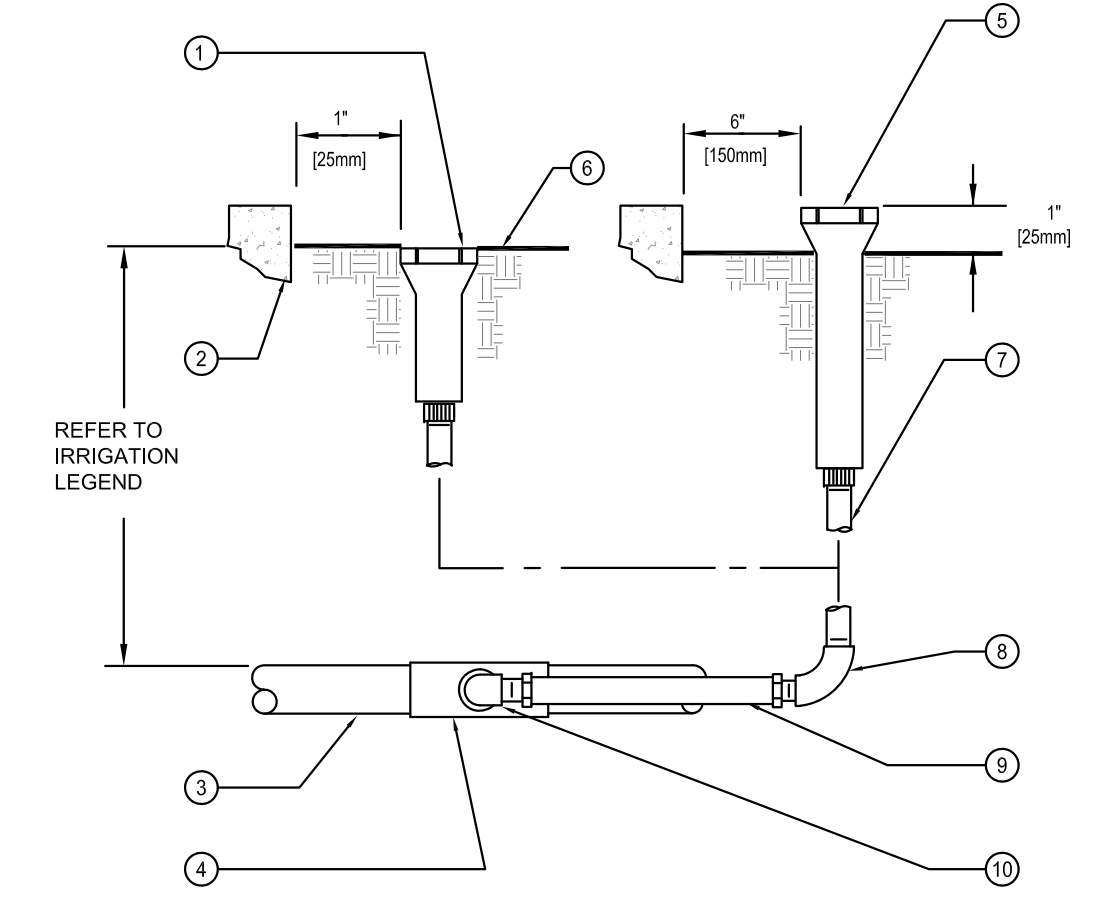 5
1
1"
[25mm]
6"
[150mm]
6
1"
[25mm]
2
7
REFER TO
IRRIGATION
LEGEND
8
9
3
4
10